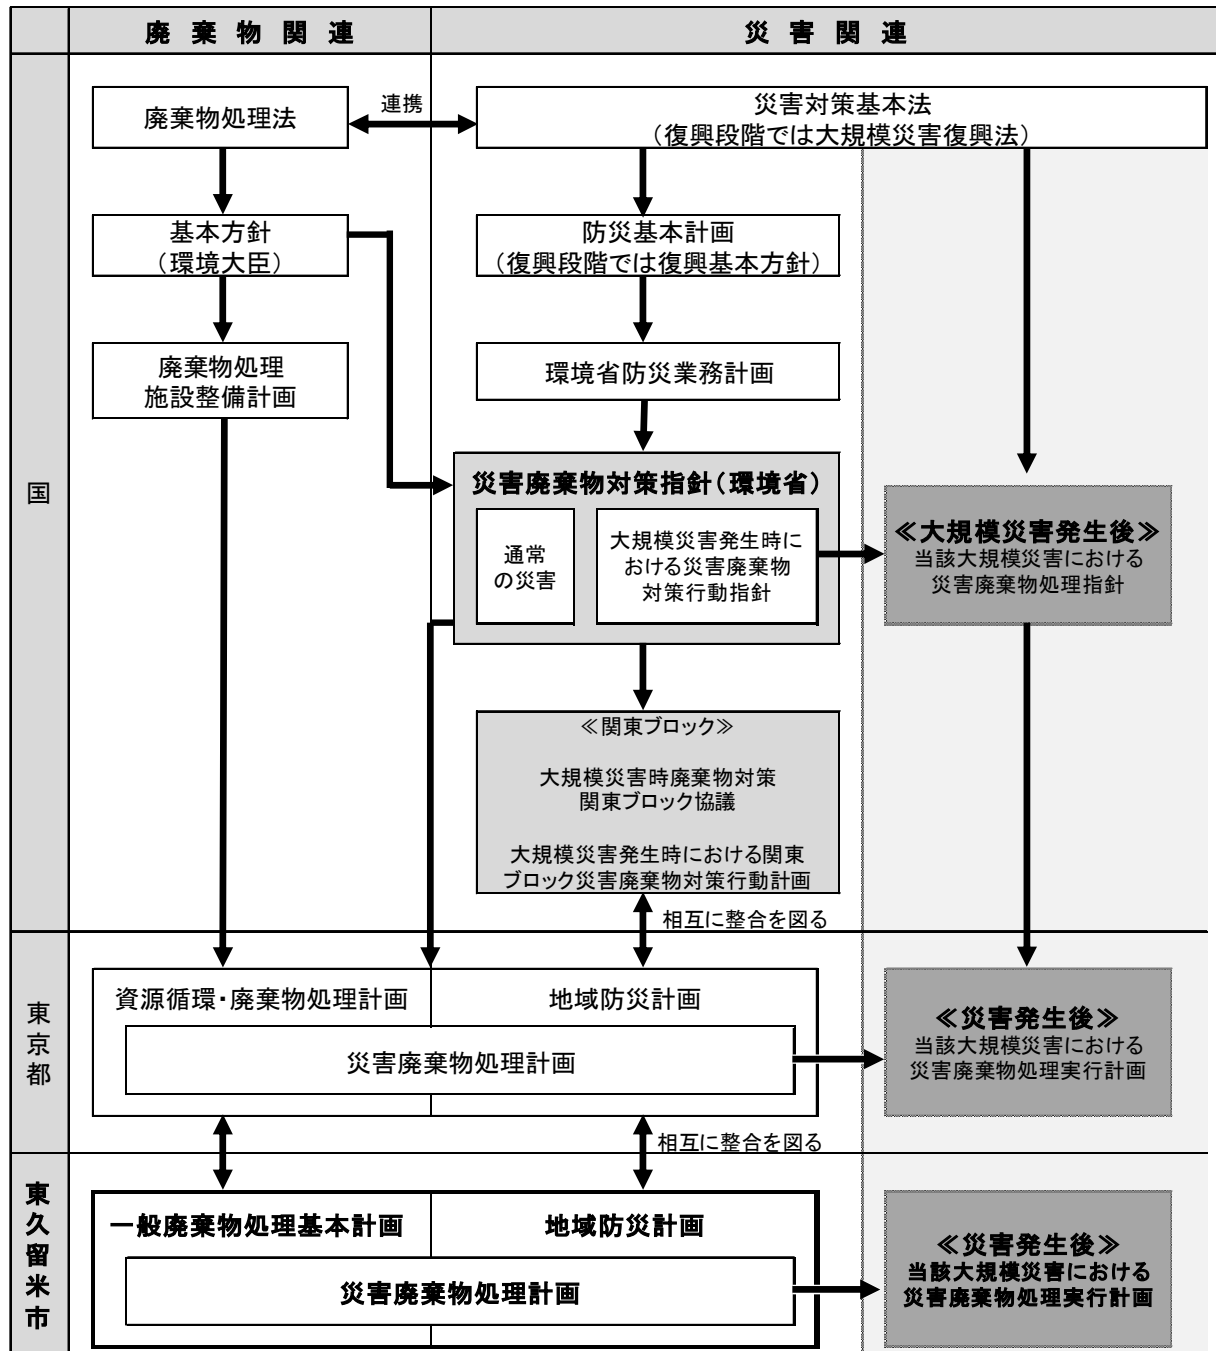 廃棄物関連
災害関連
国
廃棄物処理法
連携
災害対策基本法
（復興段階では大規模災害復興法）
基本方針
（環境大臣）
防災基本計画
（復興段階では復興基本方針）
廃棄物処理
施設整備計画
環境省防災業務計画
災害廃棄物対策指針（環境省）
通常
の災害
大規模災害発生時に
おける災害廃棄物
対策行動指針
≪大規模災害発生後≫
当該大規模災害における
災害廃棄物処理指針
≪関東ブロック≫
大規模災害時廃棄物対策
関東ブロック協議
大規模災害発生時における関東
ブロック災害廃棄物対策行動計画
相互に整合を図る
東京都
資源循環・廃棄物処理計画
地域防災計画
災害廃棄物処理計画
≪災害発生後≫
当該大規模災害における
災害廃棄物処理実行計画
相互に整合を図る
東久留米市
一般廃棄物処理基本計画
地域防災計画
災害廃棄物処理計画
≪災害発生後≫
当該大規模災害における
災害廃棄物処理実行計画